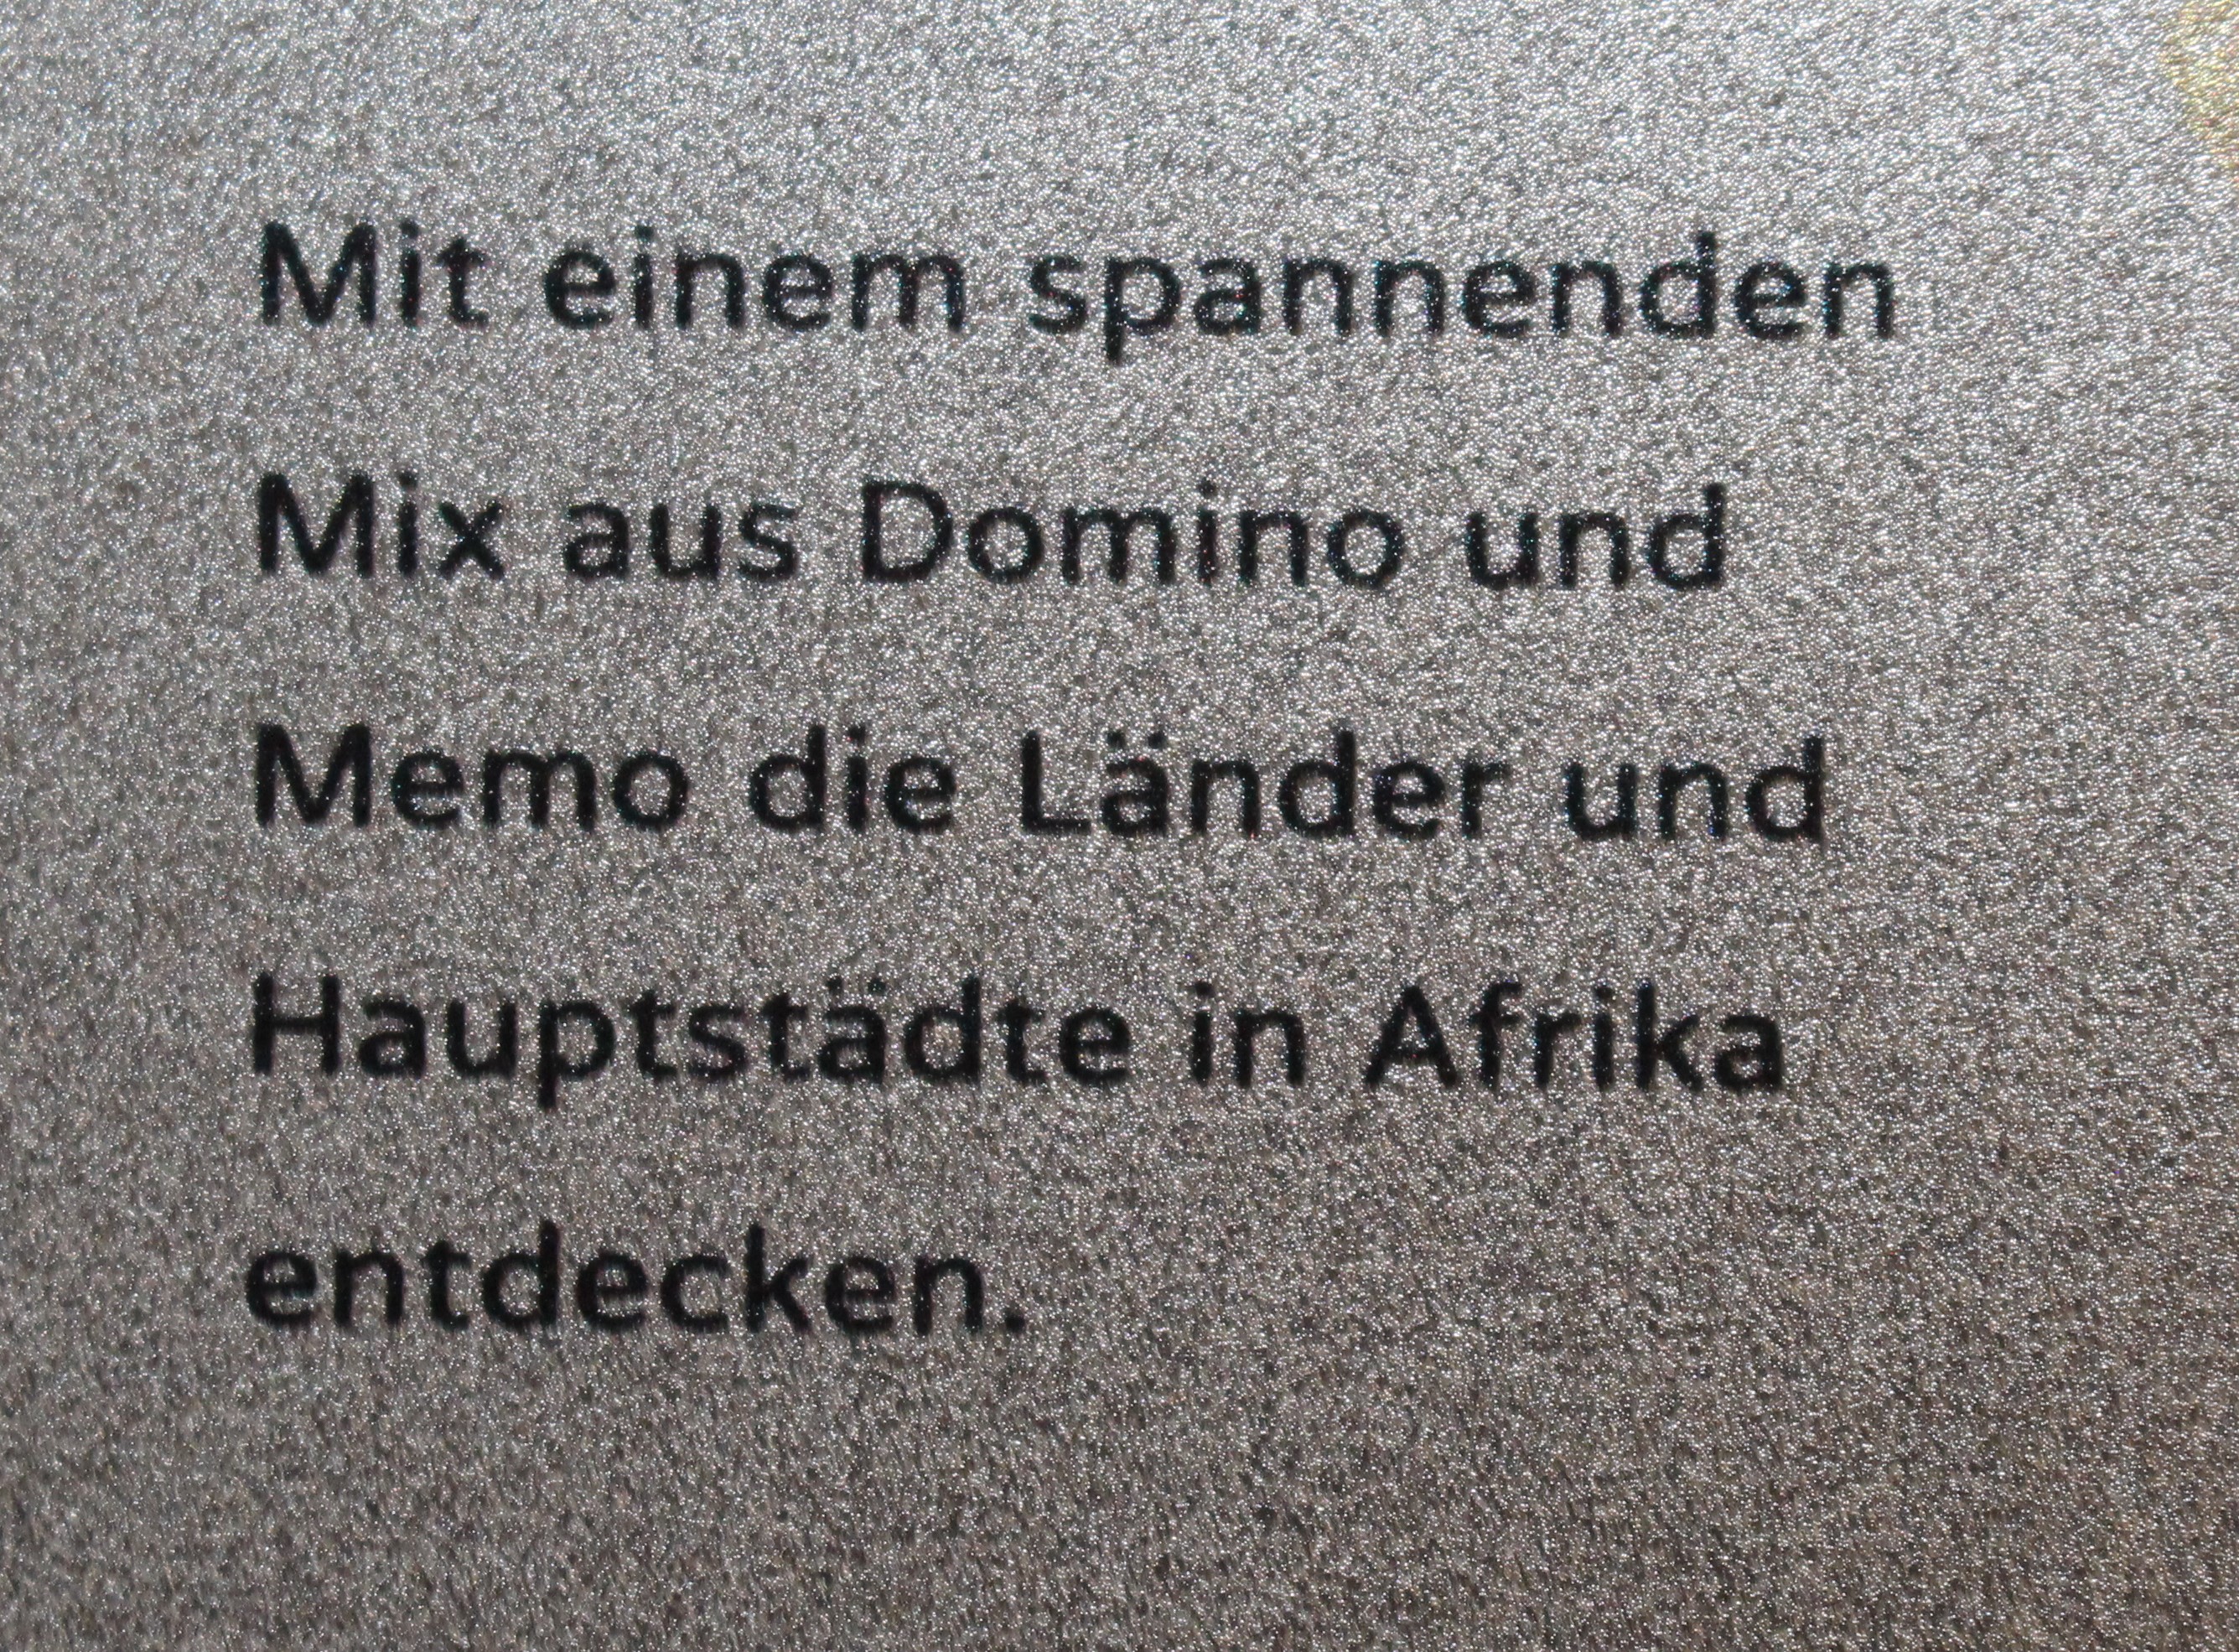 Mit einem spannenden
Mix aus Domino und
Memo die Länder und
Hauptstädte in Afrika
entdecken.